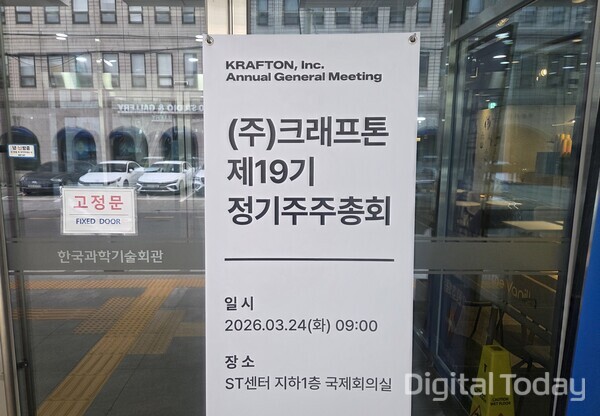 KRAFTON, Inc.
Annual General Meeting
(주)크래프톤
제19기
정기주주총회
일 시
2026.03.24(화) 09:00
장 소
ST센터 지하1층 국제회의실
고정문
FIXED DOOR
한국과학기술회관
& GALLERY
Digital Today